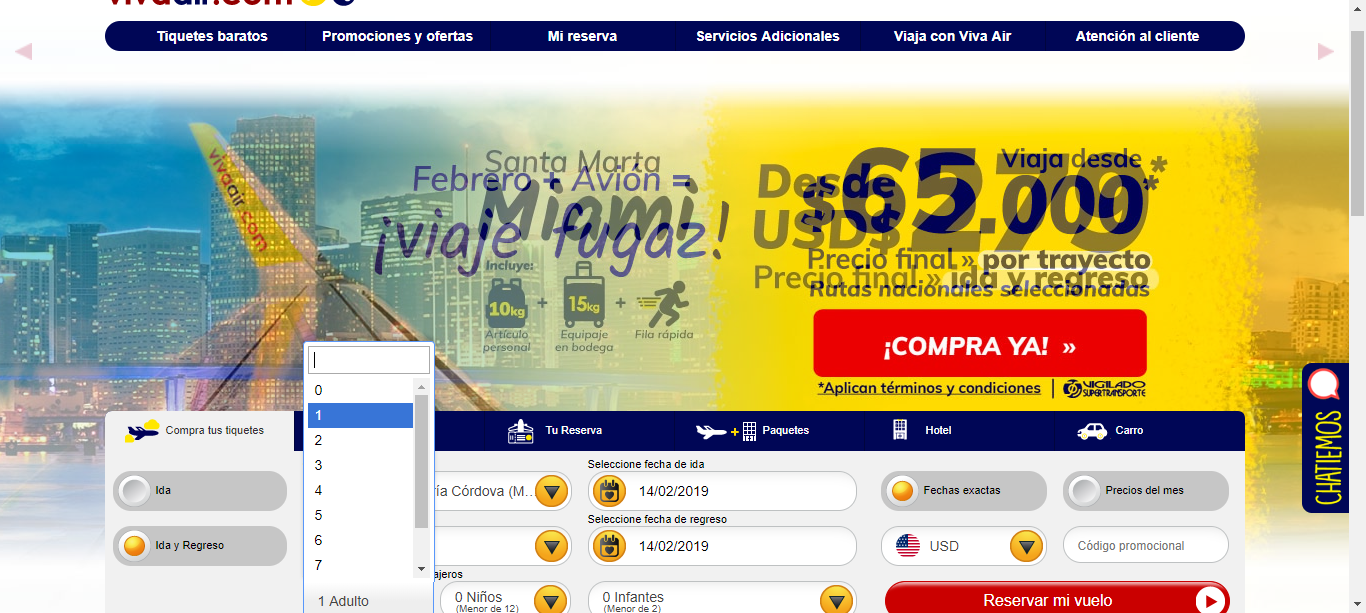 vivaair.com
Tiquetes baratos
Promociones y ofertas
Mi reserva
Servicios Adicionales
Viaja con Viva Air
Atención al cliente
vivaair.com
Santa Marta
Febrero + Avión =
Miami
¡viaje fugaz!
Incluye:
10kg + 15kg +
Artículo personal
Equipaje en bodega
Fila rápida
Viaja desde
$62.000*
Desde
USD$279*
Precio final » por trayecto
Precio final » ida y regreso
Rutas nacionales seleccionadas
¡COMPRA YA! »
*Aplican términos y condiciones
VIGILADO
SUPERTRANSPORTE
CHATIEMOS
0
1
2
3
4
5
6
7
1 Adulto
Compra tus tiquetes
Tu Reserva
+
Paquetes
Hotel
Carro
Ida
Ida y Regreso
ía Córdova (M...
Seleccione fecha de ida
14/02/2019
Seleccione fecha de regreso
14/02/2019
Fechas exactas
Precios del mes
USD
Código promocional
ajeros
0 Niños
(Menor de 12)
0 Infantes
(Menor de 2)
Reservar mi vuelo